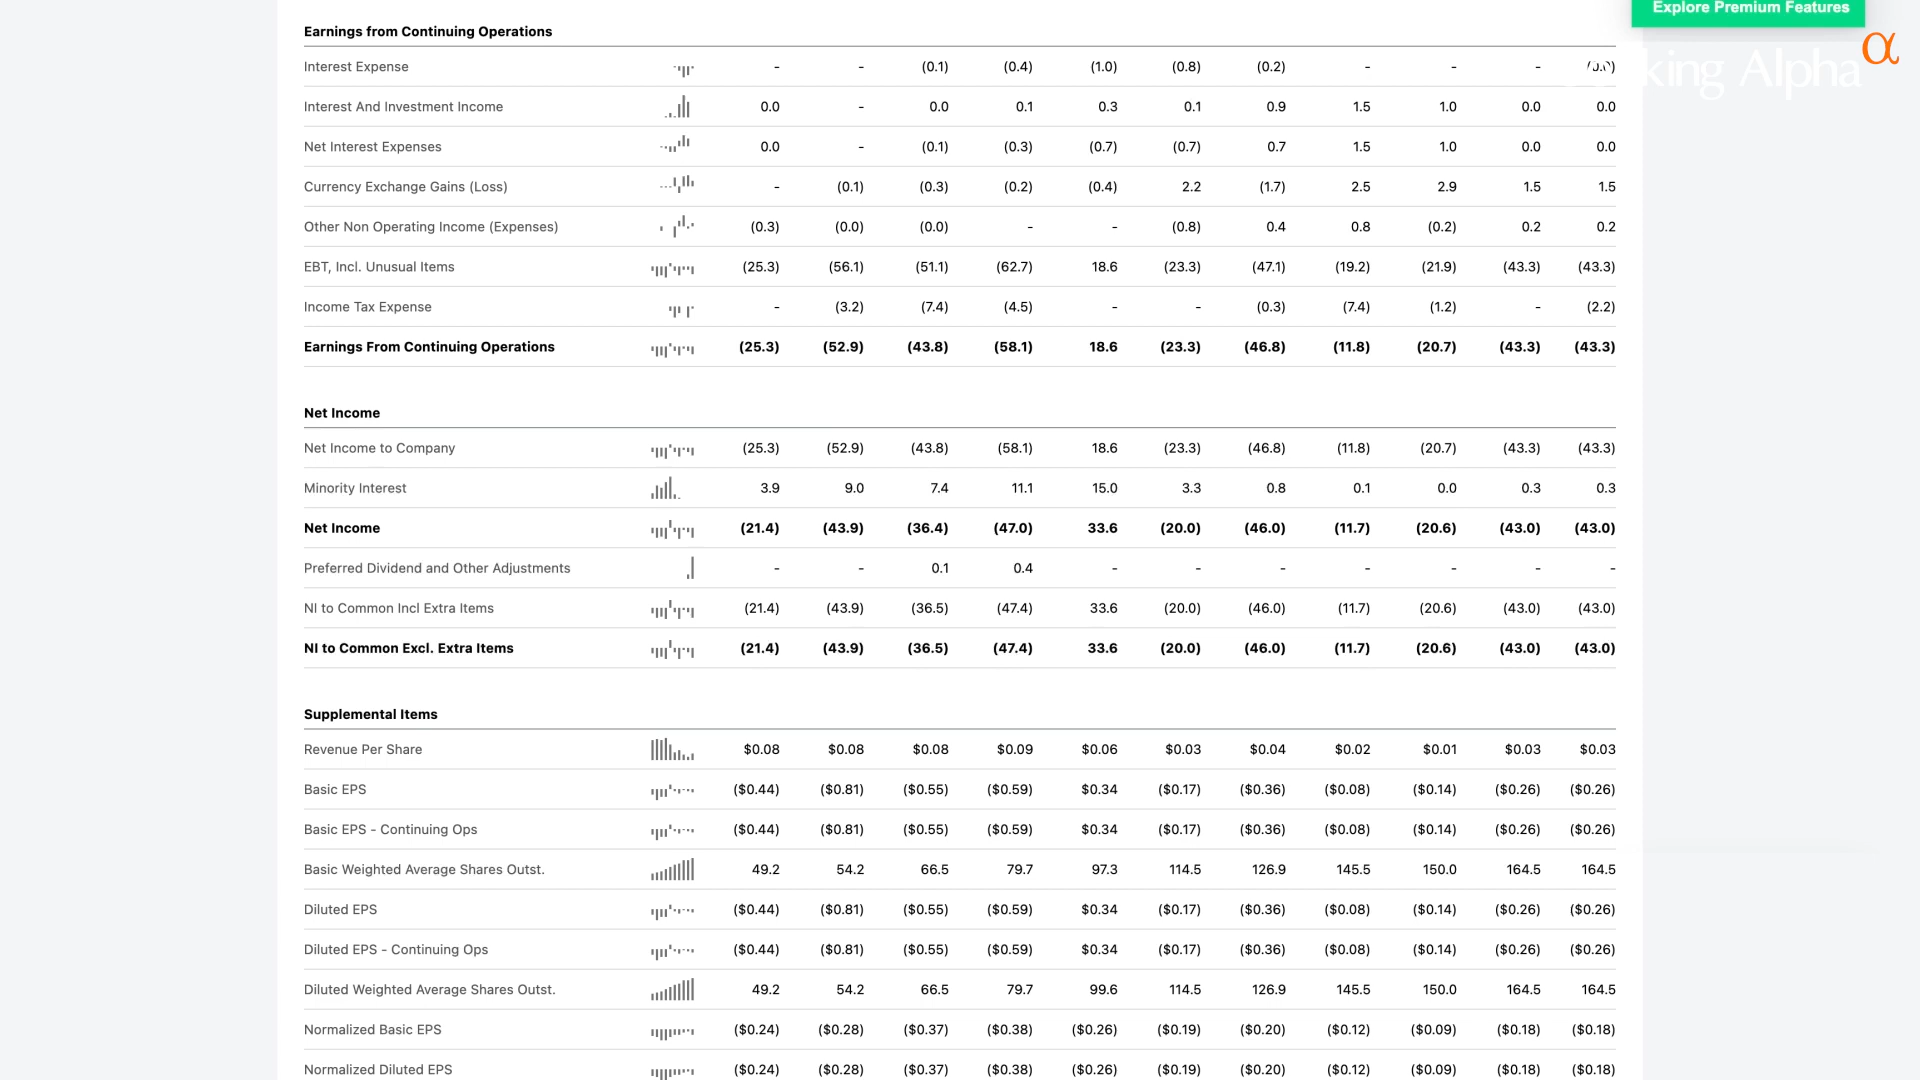 Explore Premium Features
Earnings from Continuing Operations
Interest Expense - - (0.1) (0.4) (1.0) (0.8) (0.2) - - -
Interest And Investment Income 0.0 - 0.0 0.1 0.3 0.1 0.9 1.5 1.0 0.0 0.0
Net Interest Expenses 0.0 - (0.1) (0.3) (0.7) (0.7) 0.7 1.5 1.0 0.0 0.0
Currency Exchange Gains (Loss) - (0.1) (0.3) (0.2) (0.4) 2.2 (1.7) 2.5 2.9 1.5 1.5
Other Non Operating Income (Expenses) (0.3) (0.0) (0.0) - - (0.8) 0.4 0.8 (0.2) 0.2 0.2
EBT, Incl. Unusual Items (25.3) (56.1) (51.1) (62.7) 18.6 (23.3) (47.1) (19.2) (21.9) (43.3) (43.3)
Income Tax Expense - (3.2) (7.4) (4.5) - - (0.3) (7.4) (1.2) - (2.2)
Earnings From Continuing Operations (25.3) (52.9) (43.8) (58.1) 18.6 (23.3) (46.8) (11.8) (20.7) (43.3) (43.3)
Net Income
Net Income to Company (25.3) (52.9) (43.8) (58.1) 18.6 (23.3) (46.8) (11.8) (20.7) (43.3) (43.3)
Minority Interest 3.9 9.0 7.4 11.1 15.0 3.3 0.8 0.1 0.0 0.3 0.3
Net Income (21.4) (43.9) (36.4) (47.0) 33.6 (20.0) (46.0) (11.7) (20.6) (43.0) (43.0)
Preferred Dividend and Other Adjustments - - 0.1 0.4 - - - - - - -
NI to Common Incl Extra Items (21.4) (43.9) (36.5) (47.4) 33.6 (20.0) (46.0) (11.7) (20.6) (43.0) (43.0)
NI to Common Excl. Extra Items (21.4) (43.9) (36.5) (47.4) 33.6 (20.0) (46.0) (11.7) (20.6) (43.0) (43.0)
Supplemental Items
Revenue Per Share $0.08 $0.08 $0.08 $0.09 $0.06 $0.03 $0.04 $0.02 $0.01 $0.03 $0.03
Basic EPS ($0.44) ($0.81) ($0.55) ($0.59) $0.34 ($0.17) ($0.36) ($0.08) ($0.14) ($0.26) ($0.26)
Basic EPS - Continuing Ops ($0.44) ($0.81) ($0.55) ($0.59) $0.34 ($0.17) ($0.36) ($0.08) ($0.14) ($0.26) ($0.26)
Basic Weighted Average Shares Outst. 49.2 54.2 66.5 79.7 97.3 114.5 126.9 145.5 150.0 164.5 164.5
Diluted EPS ($0.44) ($0.81) ($0.55) ($0.59) $0.34 ($0.17) ($0.36) ($0.08) ($0.14) ($0.26) ($0.26)
Diluted EPS - Continuing Ops ($0.44) ($0.81) ($0.55) ($0.59) $0.34 ($0.17) ($0.36) ($0.08) ($0.14) ($0.26) ($0.26)
Diluted Weighted Average Shares Outst. 49.2 54.2 66.5 79.7 99.6 114.5 126.9 145.5 150.0 164.5 164.5
Normalized Basic EPS ($0.24) ($0.28) ($0.37) ($0.38) ($0.26) ($0.19) ($0.20) ($0.12) ($0.09) ($0.18) ($0.18)
Normalized Diluted EPS ($0.24) ($0.28) ($0.37) ($0.38) ($0.26) ($0.19) ($0.20) ($0.12) ($0.09) ($0.18) ($0.18)
king Alpha α